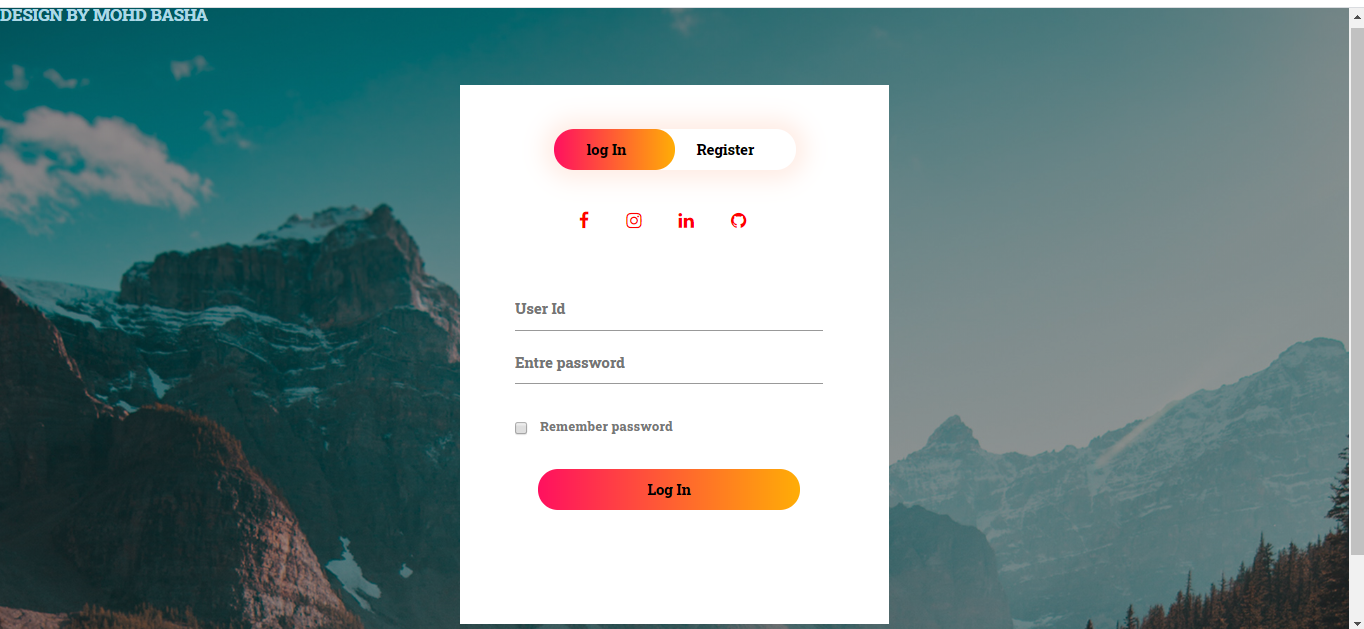 DESIGN BY MOHD BASHA
log In Register
User Id
Entre password
Remember password
Log In